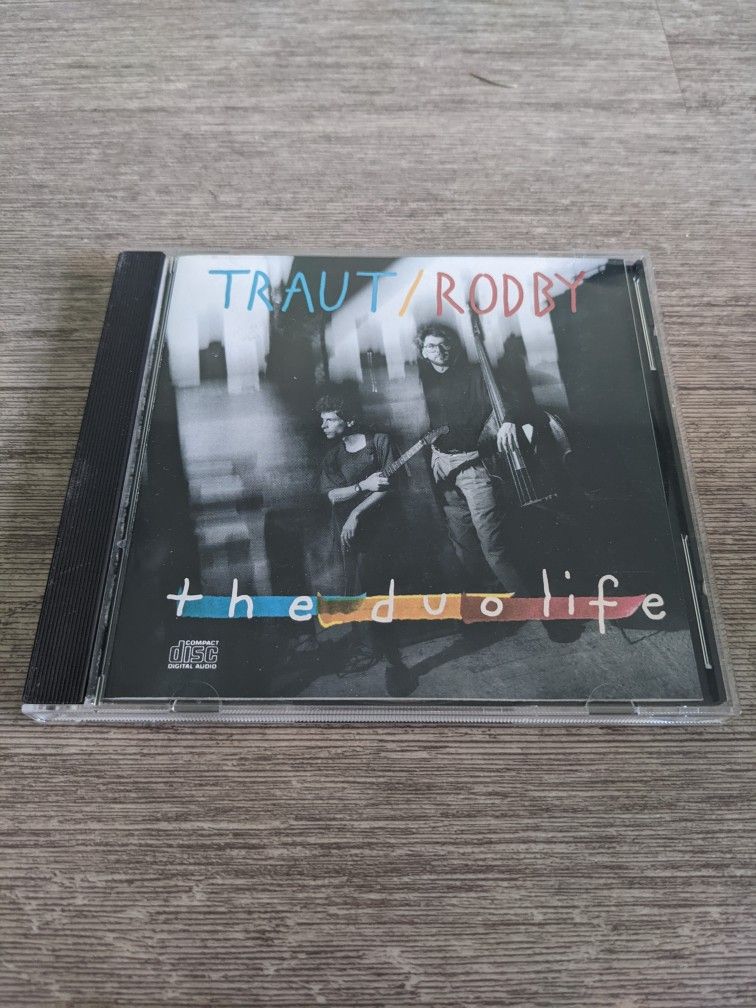 TRAUT/RODBY
the duo life
COMPACT
disc
DIGITAL AUDIO